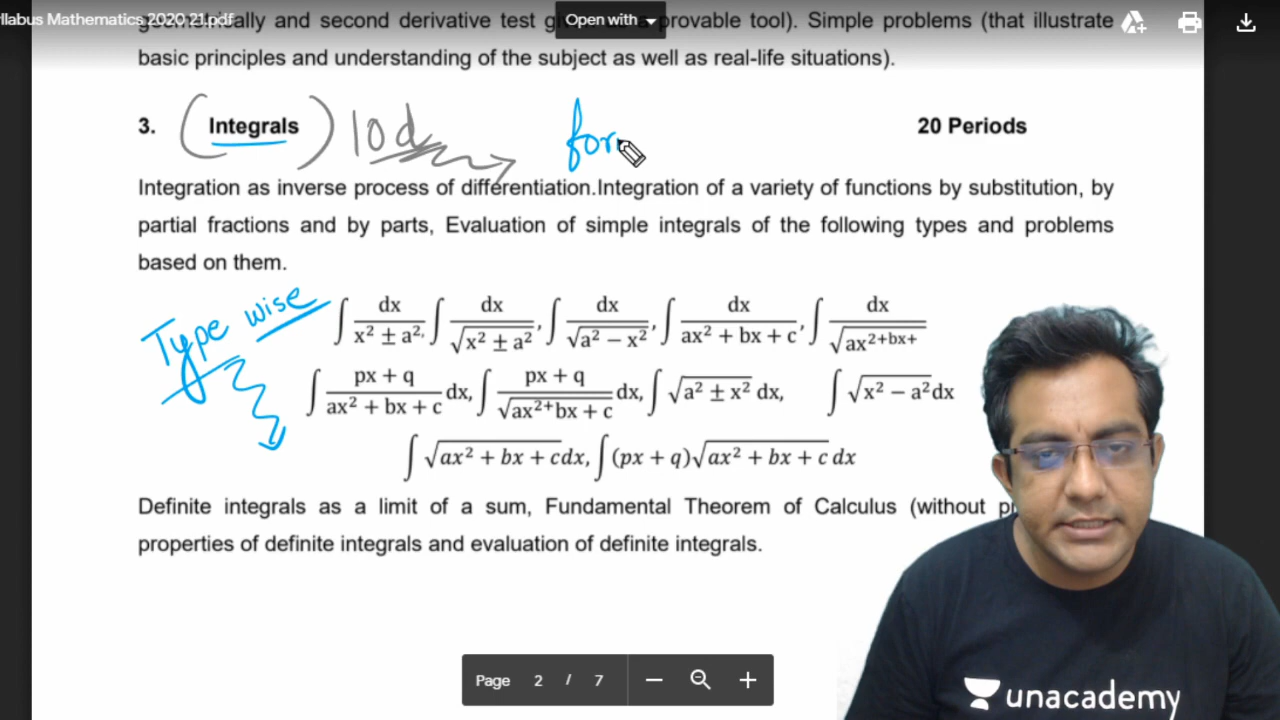 llabus Mathematics 2020 21.pdf
Open with
geometrically and second derivative test given as a provable tool). Simple problems (that illustrate
basic principles and understanding of the subject as well as real-life situations).
3. (Integrals) 10 d for 20 Periods
Integration as inverse process of differentiation.Integration of a variety of functions by substitution, by
partial fractions and by parts, Evaluation of simple integrals of the following types and problems
based on them.
Type wise
∫ dx / (x² ± a²), ∫ dx / √(x² ± a²), ∫ dx / √(a² − x²), ∫ dx / (ax² + bx + c), ∫ dx / √(ax²+bx+
∫ (px + q) / (ax² + bx + c) dx, ∫ (px + q) / √(ax²+bx + c) dx, ∫ √(a² ± x²) dx, ∫ √(x² − a²) dx
∫ √(ax² + bx + c) dx, ∫ (px + q)√(ax² + bx + c) dx
Definite integrals as a limit of a sum, Fundamental Theorem of Calculus (without p
properties of definite integrals and evaluation of definite integrals.
Page 2 / 7
unacademy